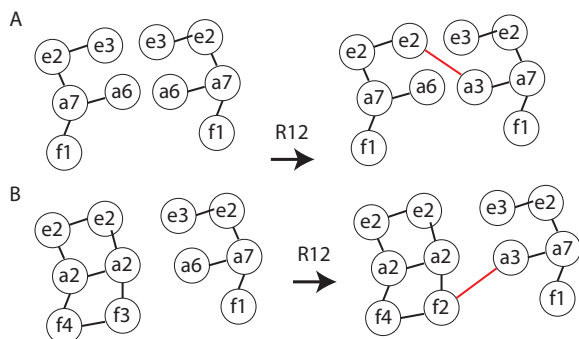 A
e2 e3 e3 e2 e2 e2 e3 e2
a7 a6 a6 a7 a7 a6 a3 a7
f1 f1 R12 f1 f1
B
e2 e2 e3 e2 e2 e2 e3 e2
a2 a2 a6 a7 R12 a2 a2 a3 a7
f4 f3 f1 f4 f2 f1